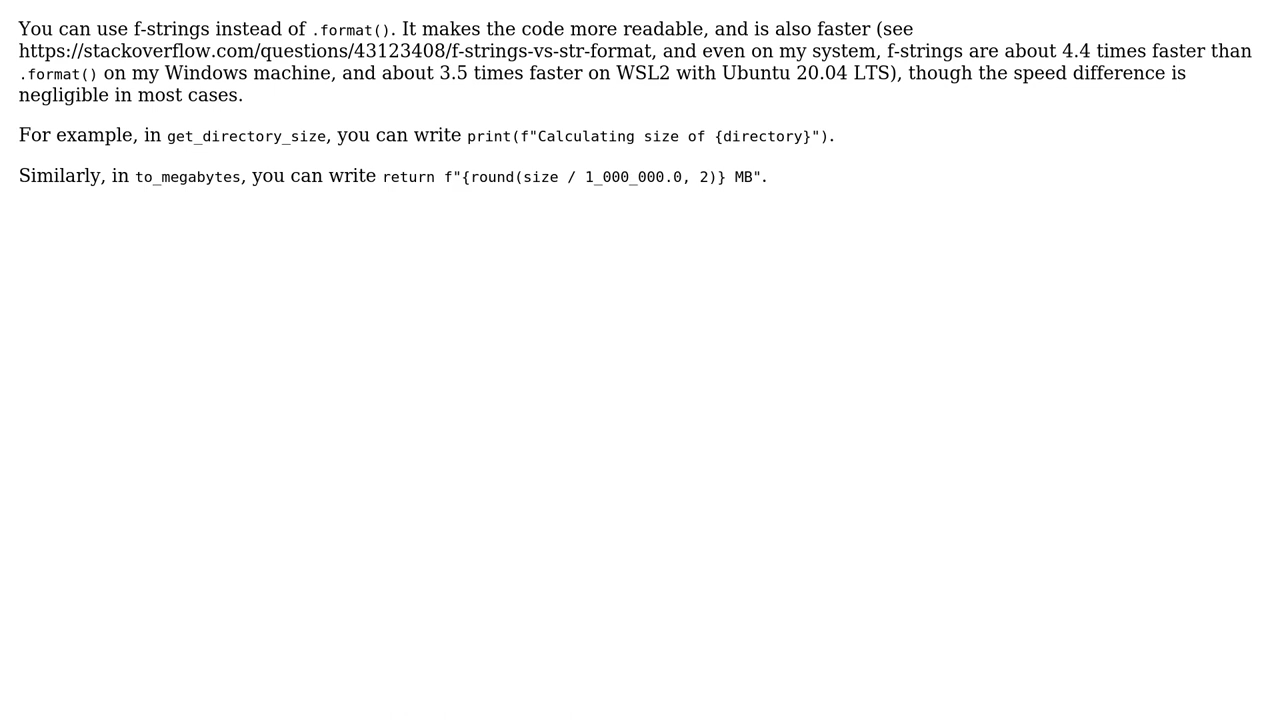 You can use f-strings instead of .format(). It makes the code more readable, and is also faster (see
https://stackoverflow.com/questions/43123408/f-strings-vs-str-format, and even on my system, f-strings are about 4.4 times faster than
.format() on my Windows machine, and about 3.5 times faster on WSL2 with Ubuntu 20.04 LTS), though the speed difference is
negligible in most cases.
For example, in get_directory_size, you can write print(f"Calculating size of {directory}").
Similarly, in to_megabytes, you can write return f"{round(size / 1_000_000.0, 2)} MB".